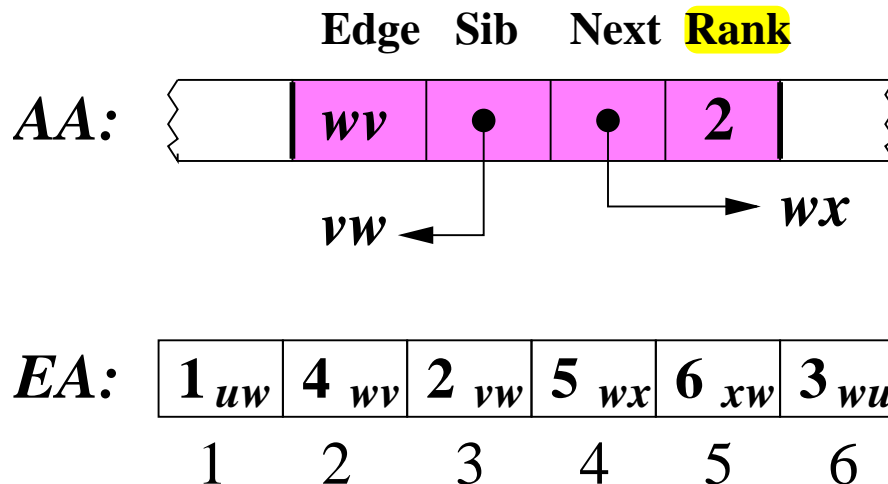 Edge Sib Next Rank
AA: wv 2
vw wx
EA: 1 uw 4 wv 2 vw 5 wx 6 xw 3 wu
1 2 3 4 5 6